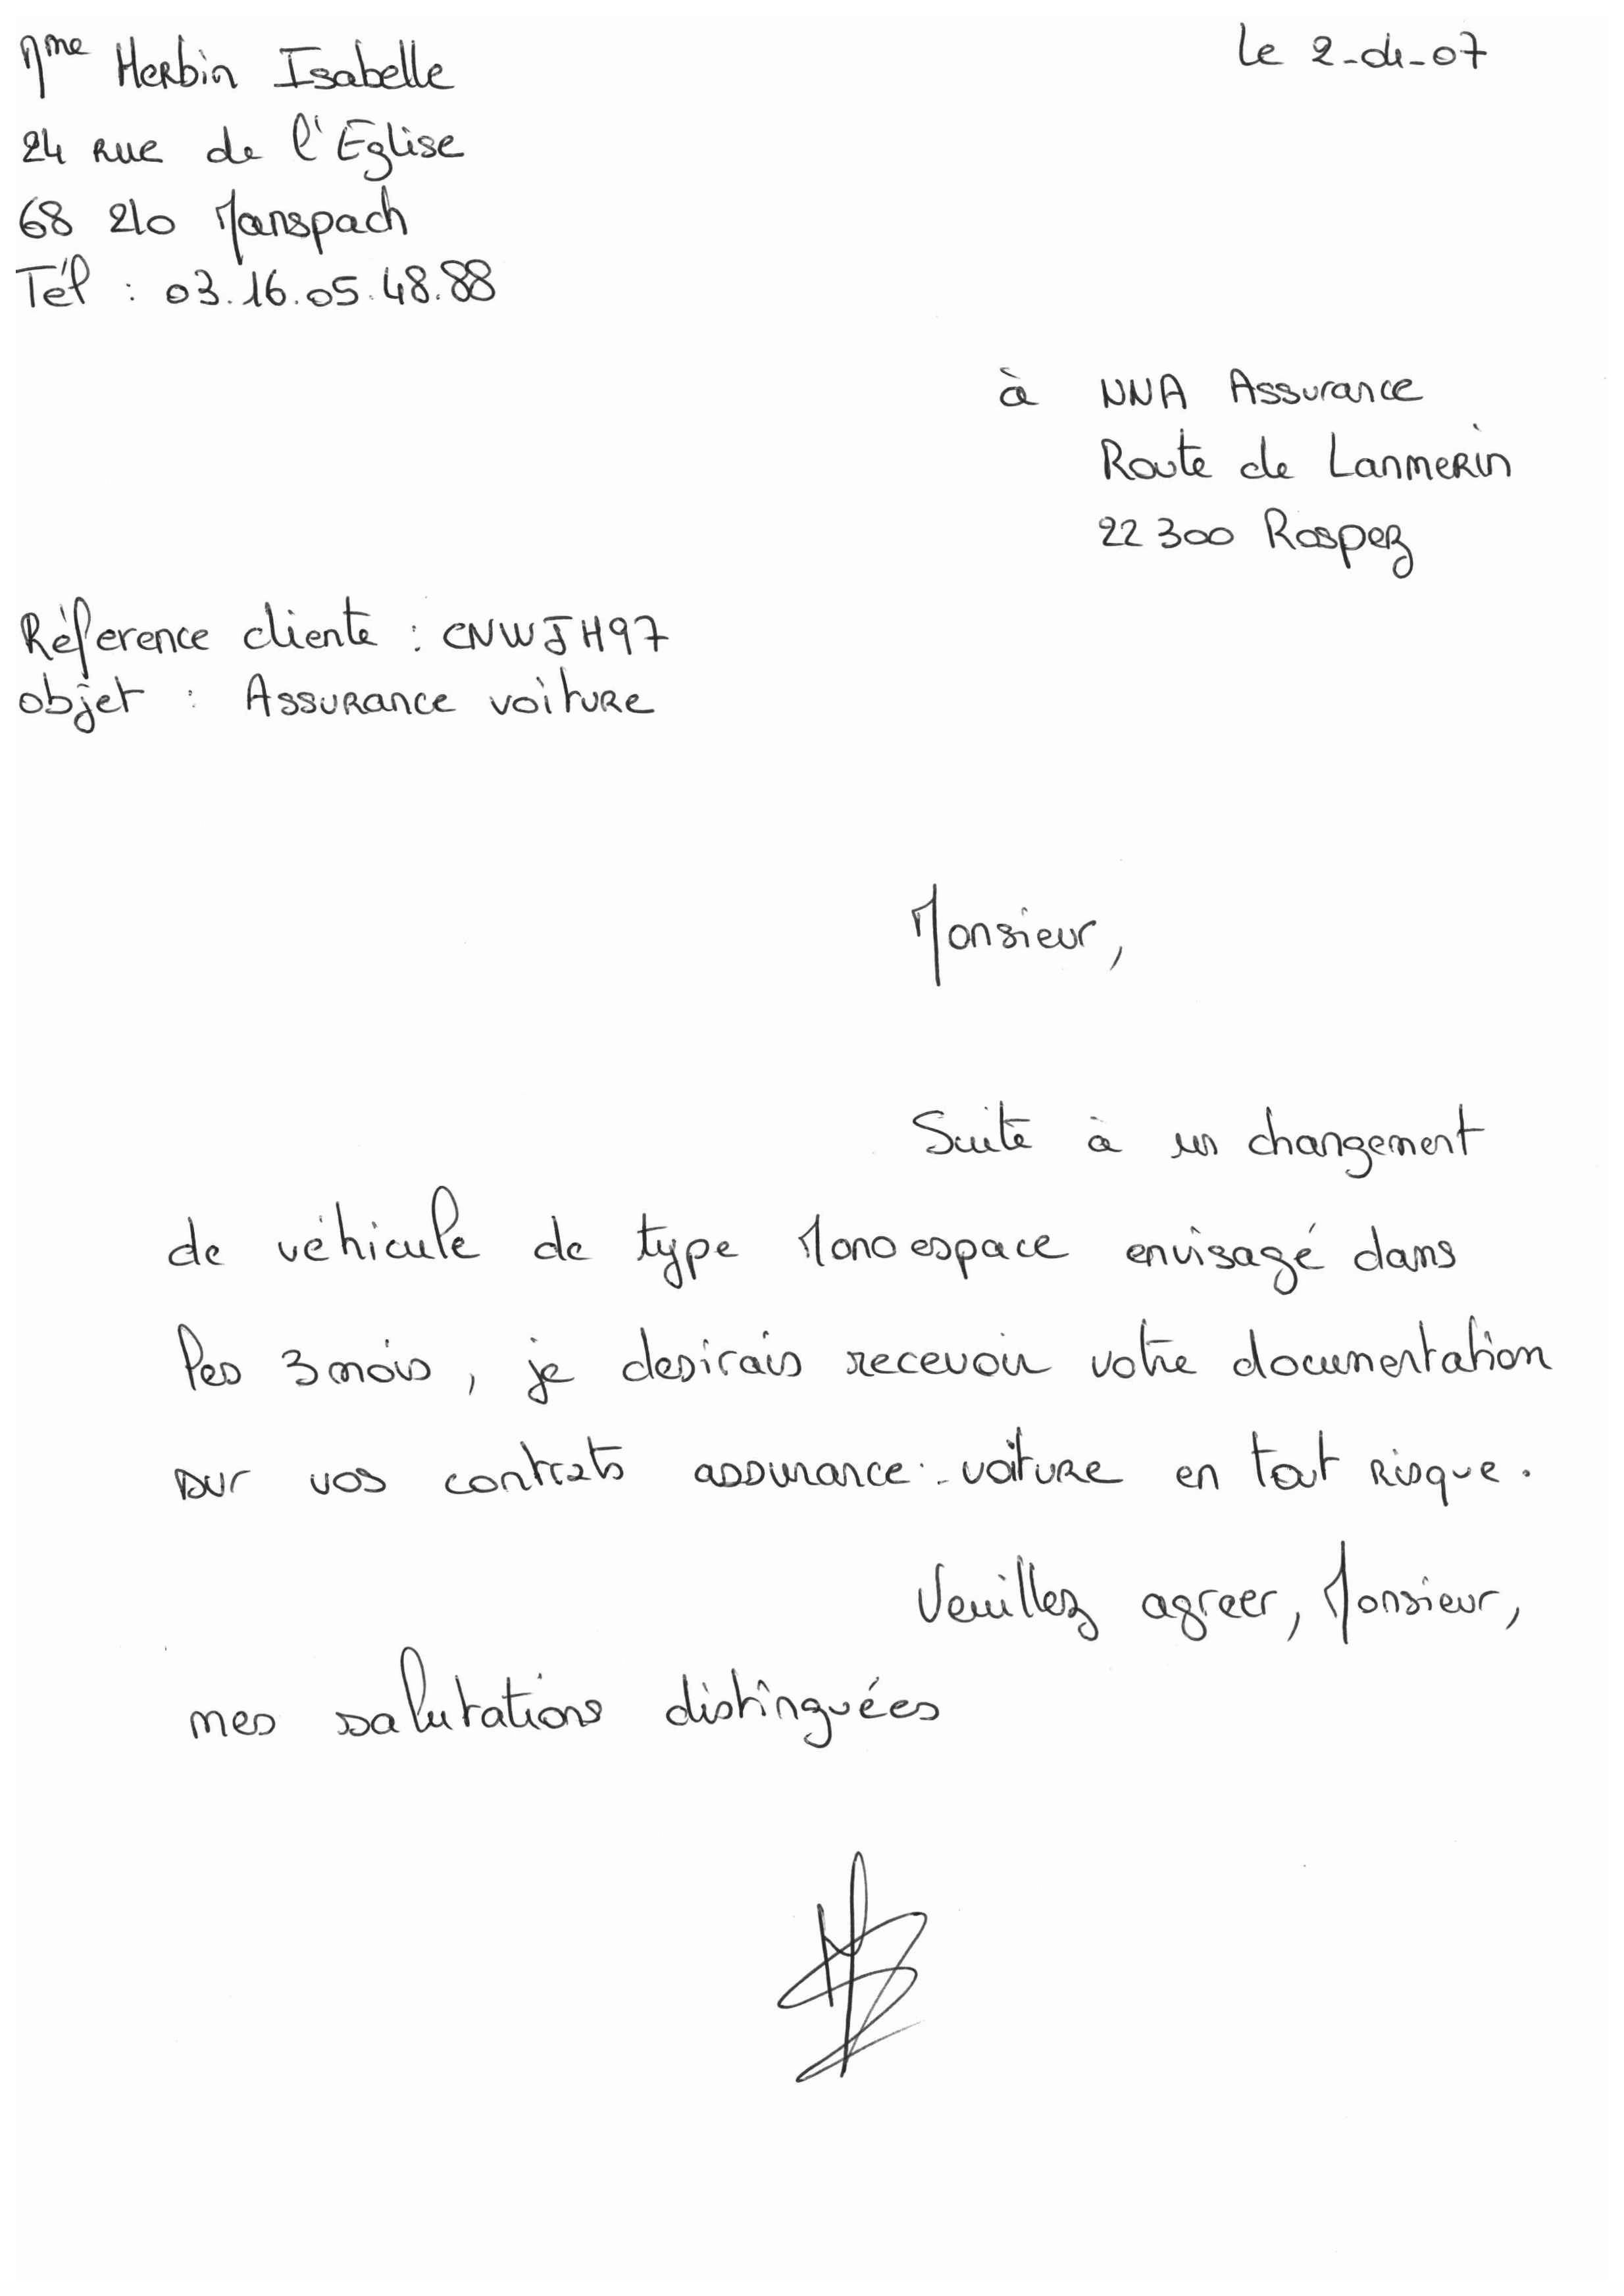 Mme Herbin Isabelle
le 2-04-07
24 rue de l'Eglise
68 210 Manspach
Tél : 03.16.05.48.88
à NNA Assurance
Route de Lanmerin
22 300 Rospez
Réference cliente : CNWJH97
objet : Assurance voiture
Monsieur,
Suite à un changement
de véhicule de type Monoespace envisagé dans
les 3 mois, je desirais recevoir votre documentation
sur vos contrats assurance-voiture en tout risque.
Veuillez agreer, Monsieur,
mes salutations distinguées